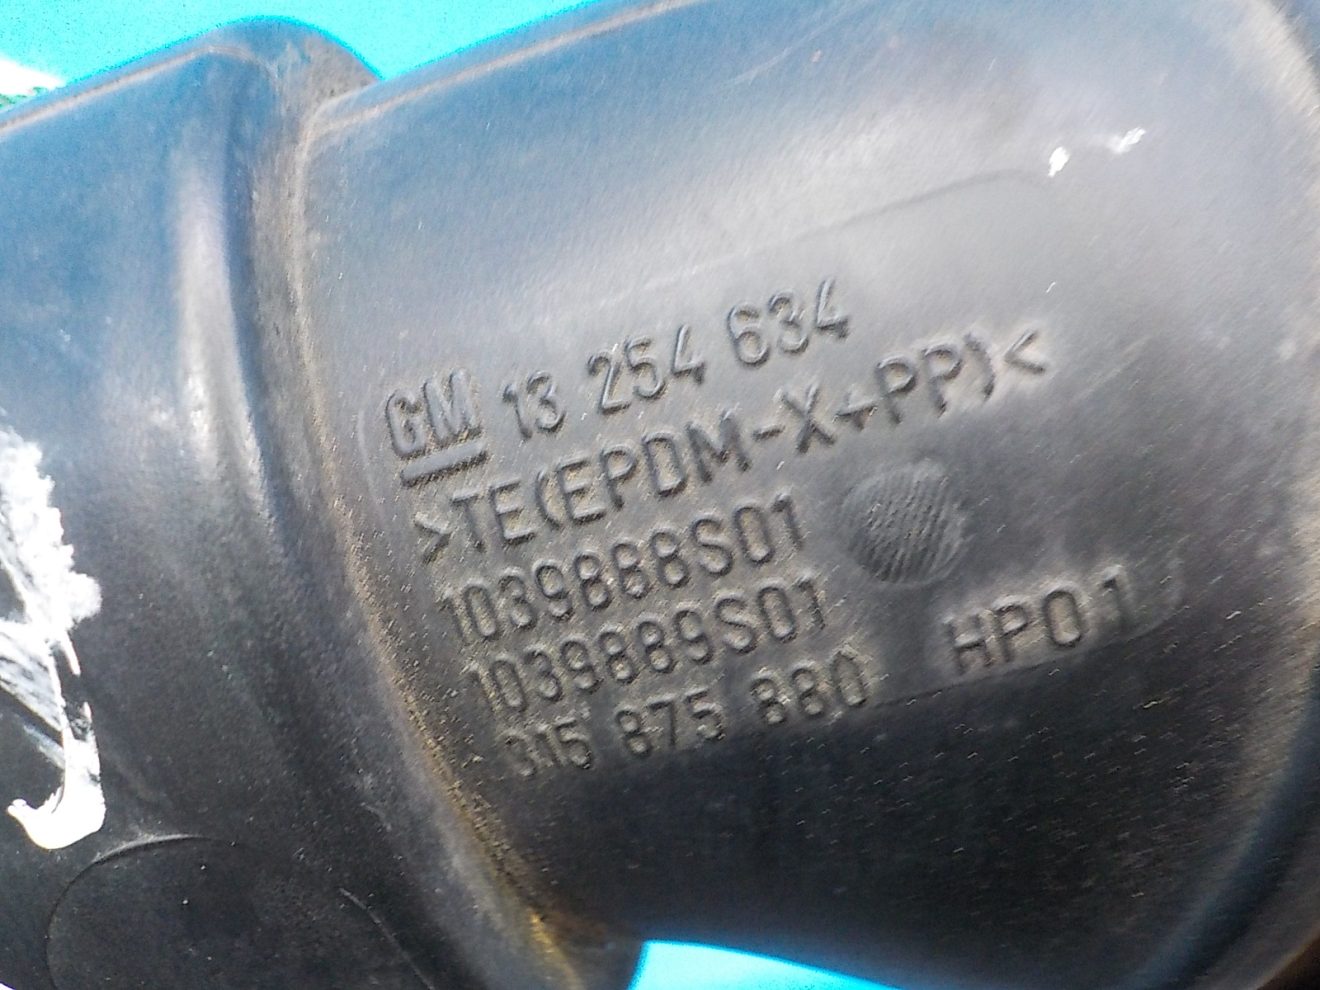 GM 13 254 634
>TE(EPDM-X+PP)<
1039888S01
1039889S01
315 875 880 HP01